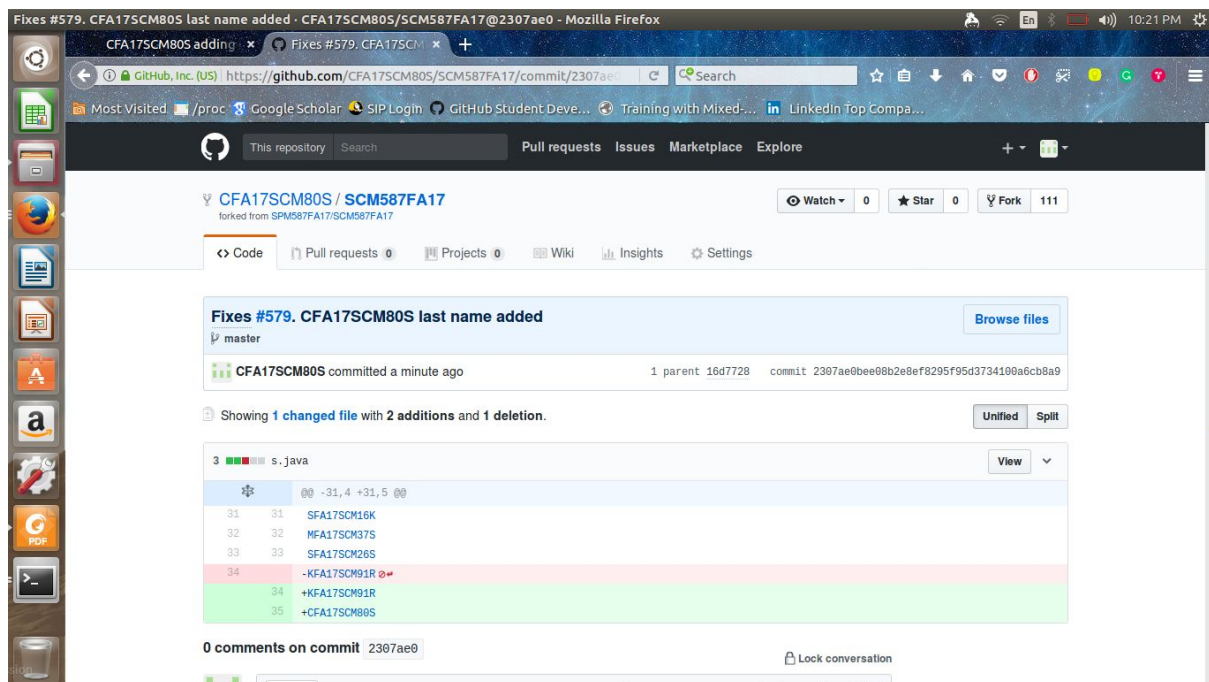 Fixes #579. CFA17SCM80S last name added · CFA17SCM80S/SCM587FA17@2307ae0 - Mozilla Firefox
En
10:21 PM
CFA17SCM80S adding
Fixes #579. CFA17SCM
GitHub, Inc. (US) https://github.com/CFA17SCM80S/SCM587FA17/commit/2307ae0
Search
Most Visited /proc Google Scholar SIP Login GitHub Student Deve... Training with Mixed-... LinkedIn Top Compa...
This repository Search Pull requests Issues Marketplace Explore
CFA17SCM80S / SCM587FA17
Watch 0 Star 0 Fork 111
forked from SPM587FA17/SCM587FA17
Code Pull requests 0 Projects 0 Wiki Insights Settings
Fixes #579. CFA17SCM80S last name added
Browse files
master
CFA17SCM80S committed a minute ago 1 parent 16d7728 commit 2307ae0bee08b2e8ef8295f95d3734100a6cb8a9
Showing 1 changed file with 2 additions and 1 deletion.
Unified Split
3 s.java
View
@@ -31,4 +31,5 @@
31 31 SFA17SCM16K
32 32 MFA17SCM37S
33 33 SFA17SCM26S
34 -KFA17SCM91R
34 +KFA17SCM91R
35 +CFA17SCM80S
0 comments on commit 2307ae0
Lock conversation
PDF